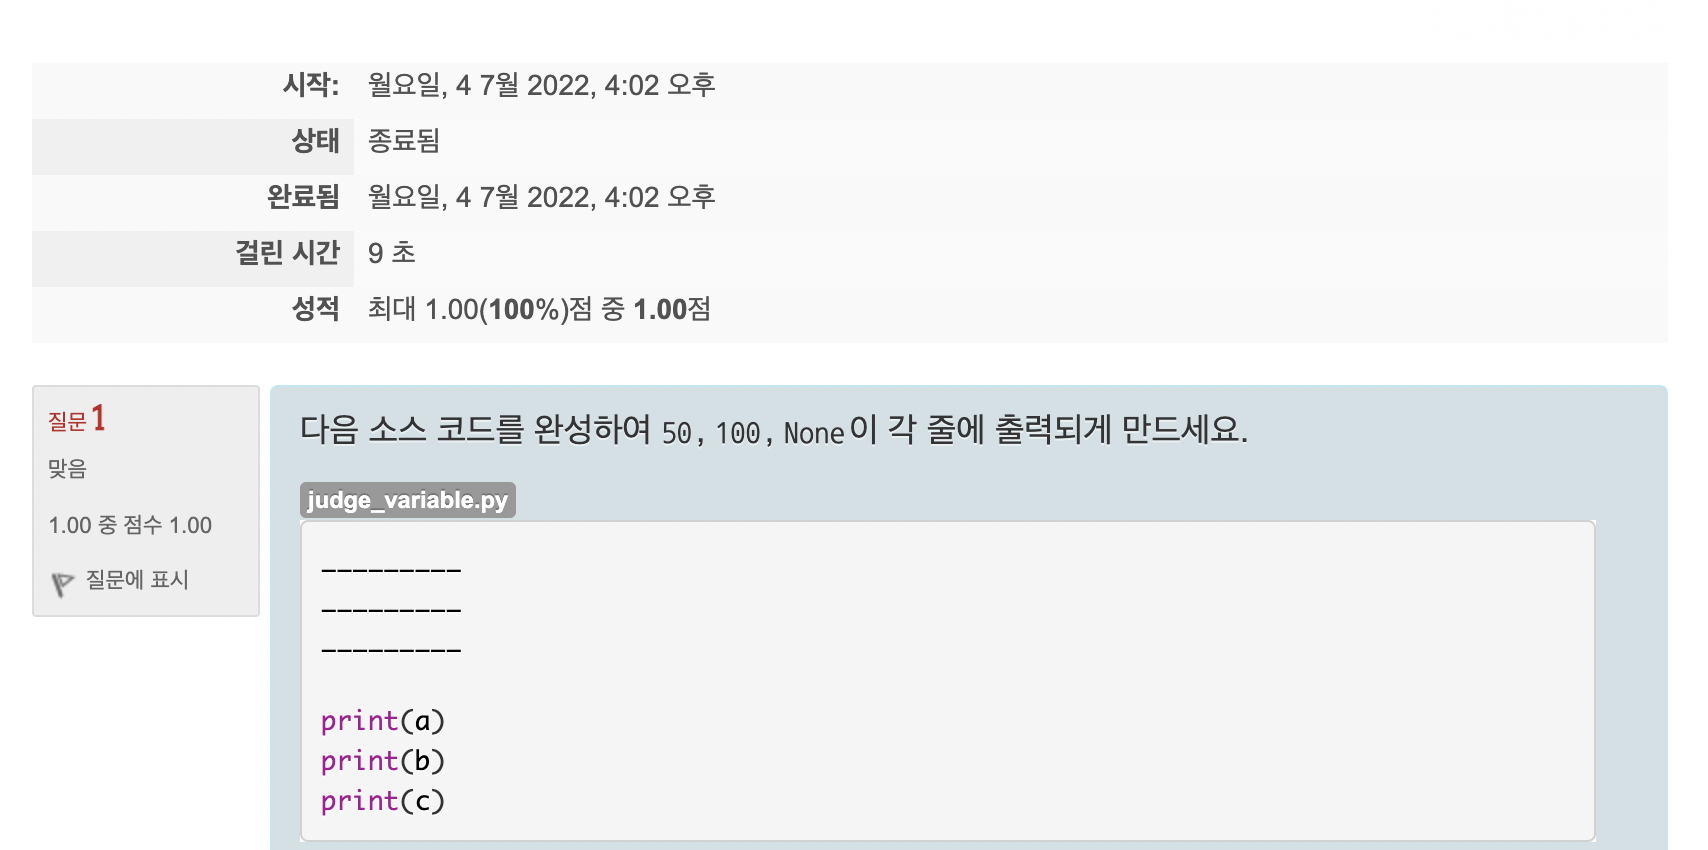 시작: 월요일, 4 7월 2022, 4:02 오후
상태 종료됨
완료됨 월요일, 4 7월 2022, 4:02 오후
걸린 시간 9 초
성적 최대 1.00(100%)점 중 1.00점
질문 1
맞음
1.00 중 점수 1.00
질문에 표시
다음 소스 코드를 완성하여 50, 100, None이 각 줄에 출력되게 만드세요.
judge_variable.py
_________
_________
_________
print(a)
print(b)
print(c)